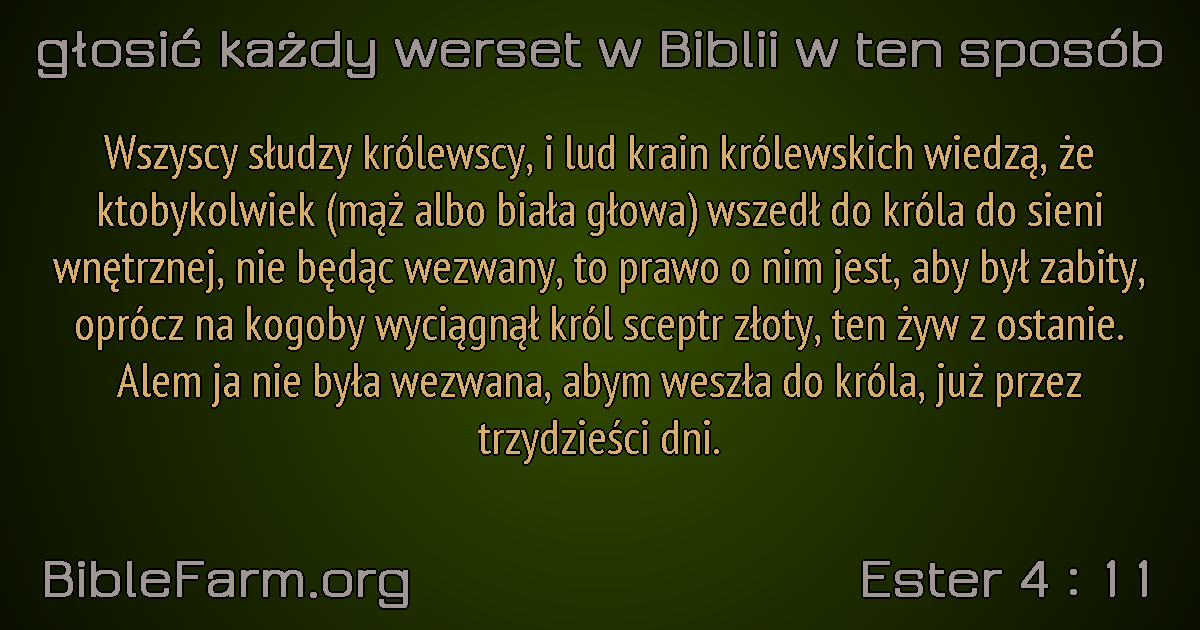 głosić każdy werset w Biblii w ten sposób
Wszyscy słudzy królewscy, i lud krain królewskich wiedzą, że
ktobykolwiek (mąż albo biała głowa) wszedł do króla do sieni
wnętrznej, nie będąc wezwany, to prawo o nim jest, aby był zabity,
oprócz na kogoby wyciągnął król sceptr złoty, ten żyw z ostanie.
Alem ja nie była wezwana, abym weszła do króla, już przez
trzydzieści dni.
BibleFarm.org
Ester 4 : 11